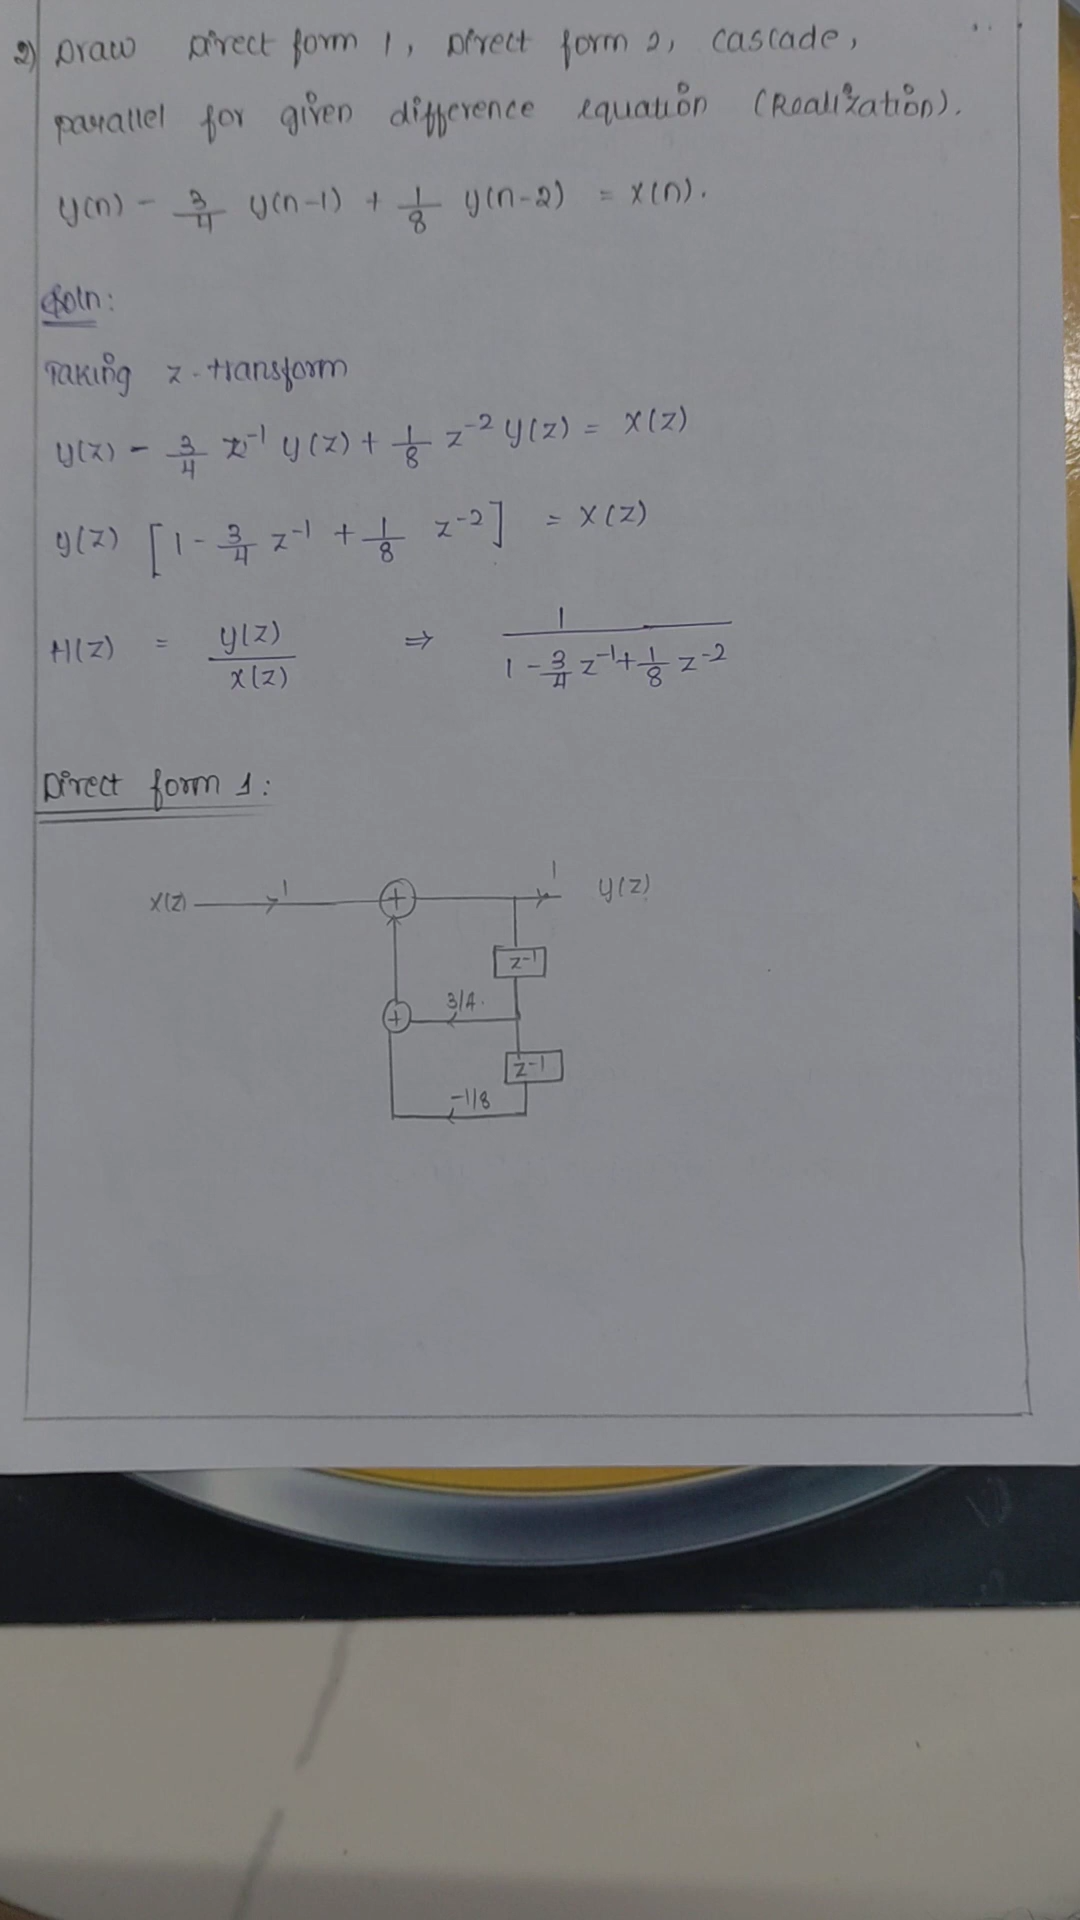 2) Draw Direct form 1, Direct form 2, cascade,
parallel for given difference equation (Realization).
y(n) - 3/4 y(n-1) + 1/8 y(n-2) = x(n).
Soln:
Taking z-transform
y(z) - 3/4 z⁻¹ y(z) + 1/8 z⁻² y(z) = X(z)
y(z) [1 - 3/4 z⁻¹ + 1/8 z⁻²] = X(z)
H(z) = y(z)/x(z) ⇒ 1/(1 - 3/4 z⁻¹ + 1/8 z⁻²)
Direct form 1:
X(z) 1 + 1 y(z)
z⁻¹
+ 3/4.
z⁻¹
-1/8